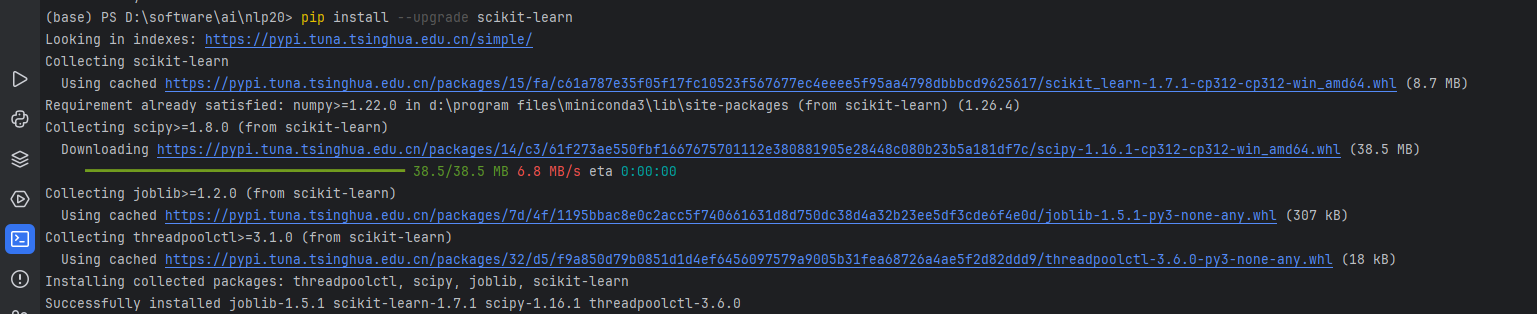 (base) PS D:\software\ai\nlp20> pip install --upgrade scikit-learn
Looking in indexes: https://pypi.tuna.tsinghua.edu.cn/simple/
Collecting scikit-learn
  Using cached https://pypi.tuna.tsinghua.edu.cn/packages/15/fa/c61a787e35f05f17fc10523f567677ec4eeee5f95aa4798dbbbcd9625617/scikit_learn-1.7.1-cp312-cp312-win_amd64.whl (8.7 MB)
Requirement already satisfied: numpy>=1.22.0 in d:\program files\miniconda3\lib\site-packages (from scikit-learn) (1.26.4)
Collecting scipy>=1.8.0 (from scikit-learn)
  Downloading https://pypi.tuna.tsinghua.edu.cn/packages/14/c3/61f273ae550fbf1667675701112e380881905e28448c080b23b5a181df7c/scipy-1.16.1-cp312-cp312-win_amd64.whl (38.5 MB)
38.5/38.5 MB 6.8 MB/s eta 0:00:00
Collecting joblib>=1.2.0 (from scikit-learn)
  Using cached https://pypi.tuna.tsinghua.edu.cn/packages/7d/4f/1195bbac8e0c2acc5f740661631d8d750dc38d4a32b23ee5df3cde6f4e0d/joblib-1.5.1-py3-none-any.whl (307 kB)
Collecting threadpoolctl>=3.1.0 (from scikit-learn)
  Using cached https://pypi.tuna.tsinghua.edu.cn/packages/32/d5/f9a850d79b0851d1d4ef6456097579a9005b31fea68726a4ae5f2d82ddd9/threadpoolctl-3.6.0-py3-none-any.whl (18 kB)
Installing collected packages: threadpoolctl, scipy, joblib, scikit-learn
Successfully installed joblib-1.5.1 scikit-learn-1.7.1 scipy-1.16.1 threadpoolctl-3.6.0